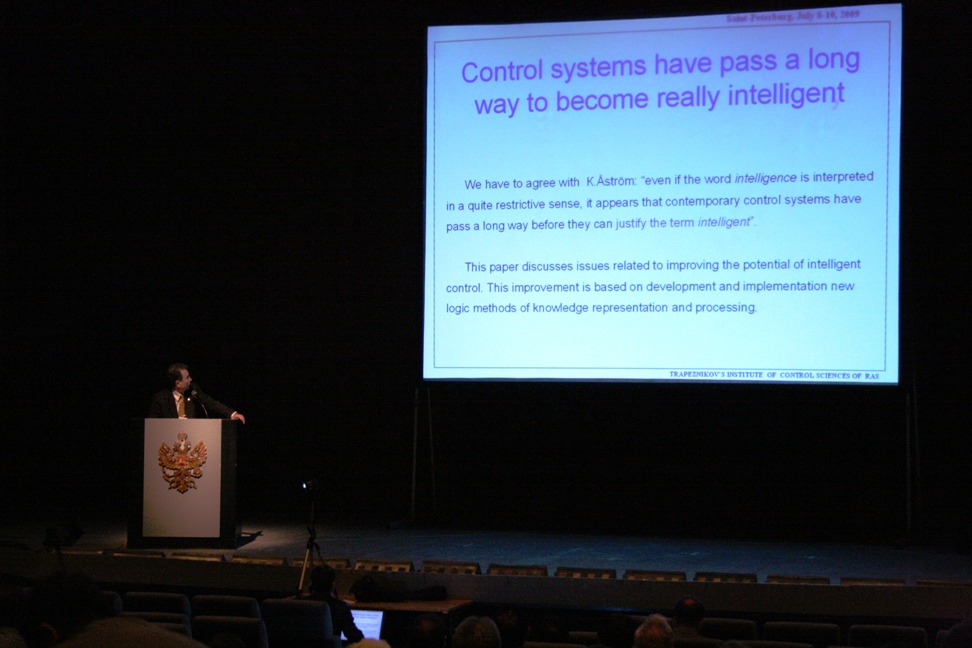 Saint-Peterburg, July 8-10, 2009
Control systems have pass a long
way to become really intelligent
We have to agree with K.Åström: “even if the word intelligence is interpreted
in a quite restrictive sense, it appears that contemporary control systems have
pass a long way before they can justify the term intelligent”.
This paper discusses issues related to improving the potential of intelligent
control. This improvement is based on development and implementation new
logic methods of knowledge representation and processing.
TRAPEZNIKOV'S INSTITUTE OF CONTROL SCIENCES OF RAS